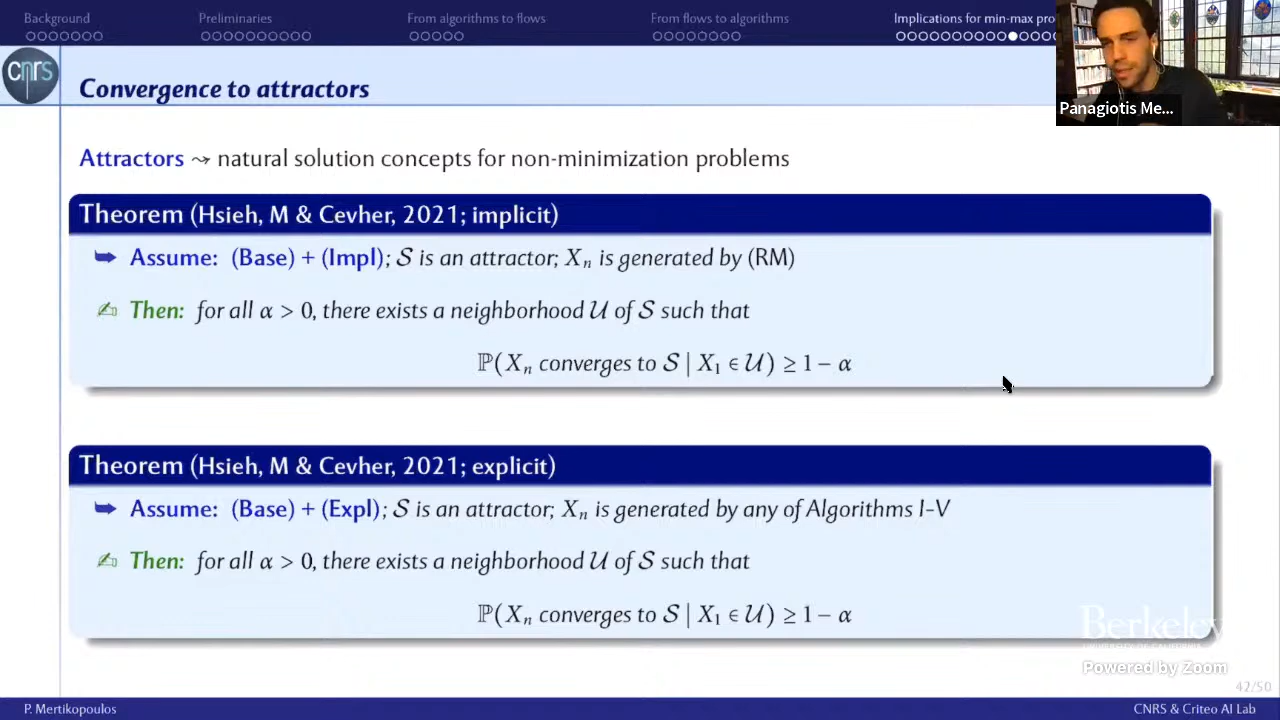 Background
Preliminaries
From algorithms to flows
From flows to algorithms
Implications for min-max pro
cnrs
Convergence to attractors
Panagiotis Me...
Attractors ⇝ natural solution concepts for non-minimization problems
Theorem (Hsieh, M & Cevher, 2021; implicit)
➥ Assume: (Base) + (Impl); 𝒮 is an attractor; Xₙ is generated by (RM)
✍ Then: for all α > 0, there exists a neighborhood 𝒰 of 𝒮 such that
ℙ(Xₙ converges to 𝒮 | X₁ ∈ 𝒰) ≥ 1 − α
Theorem (Hsieh, M & Cevher, 2021; explicit)
➥ Assume: (Base) + (Expl); 𝒮 is an attractor; Xₙ is generated by any of Algorithms I–V
✍ Then: for all α > 0, there exists a neighborhood 𝒰 of 𝒮 such that
ℙ(Xₙ converges to 𝒮 | X₁ ∈ 𝒰) ≥ 1 − α
Berkeley
UNIVERSITY OF CALIFORNIA
Powered by Zoom
42/50
P. Mertikopoulos
CNRS & Criteo AI Lab